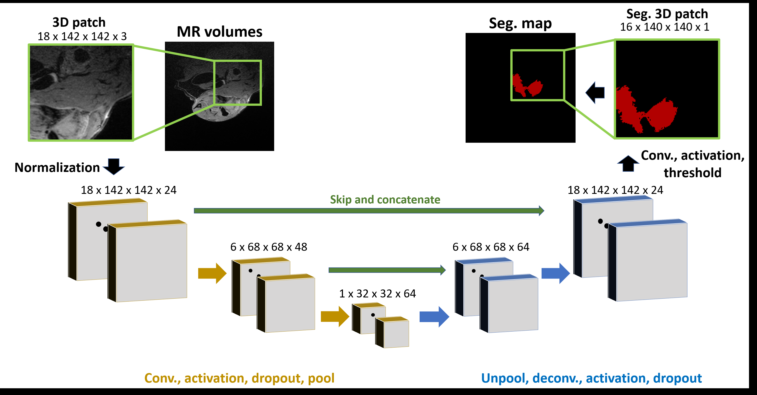 3D patch
18 x 142 x 142 x 3
MR volumes
Seg. map
Seg. 3D patch
16 x 140 x 140 x 1
Normalization
Conv., activation,
threshold
18 x 142 x 142 x 24
Skip and concatenate
18 x 142 x 142 x 24
6 x 68 x 68 x 48
6 x 68 x 68 x 64
1 x 32 x 32 x 64
Conv., activation, dropout, pool
Unpool, deconv., activation, dropout